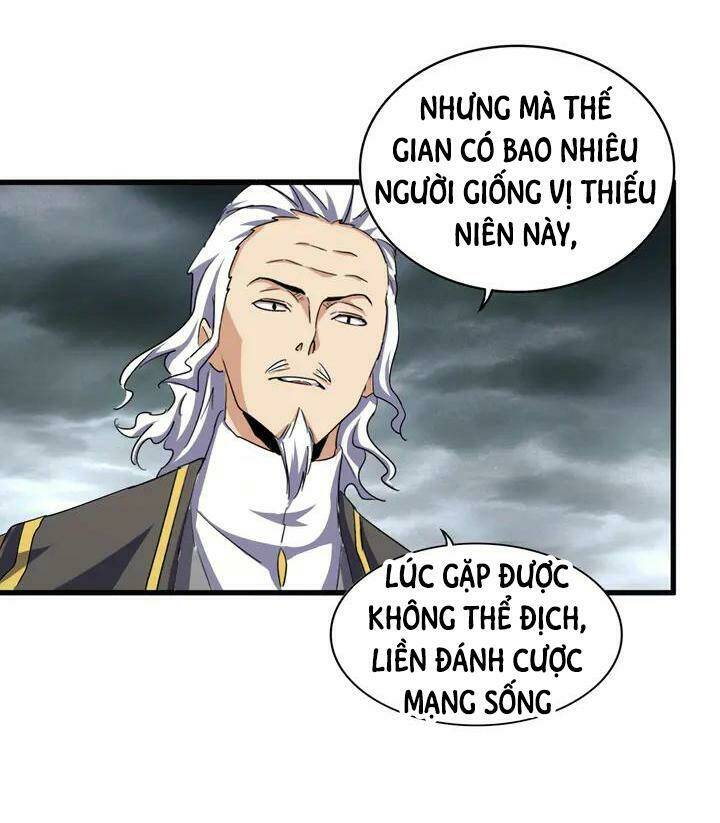 NHƯNG MÀ THẾ
GIAN CÓ BAO NHIÊU
NGƯỜI GIỐNG VỊ THIẾU
NIÊN NÀY,
LÚC GẶP ĐƯỢC
KHÔNG THỂ ĐỊCH,
LIỀN ĐÁNH CƯỢC
MẠNG SỐNG